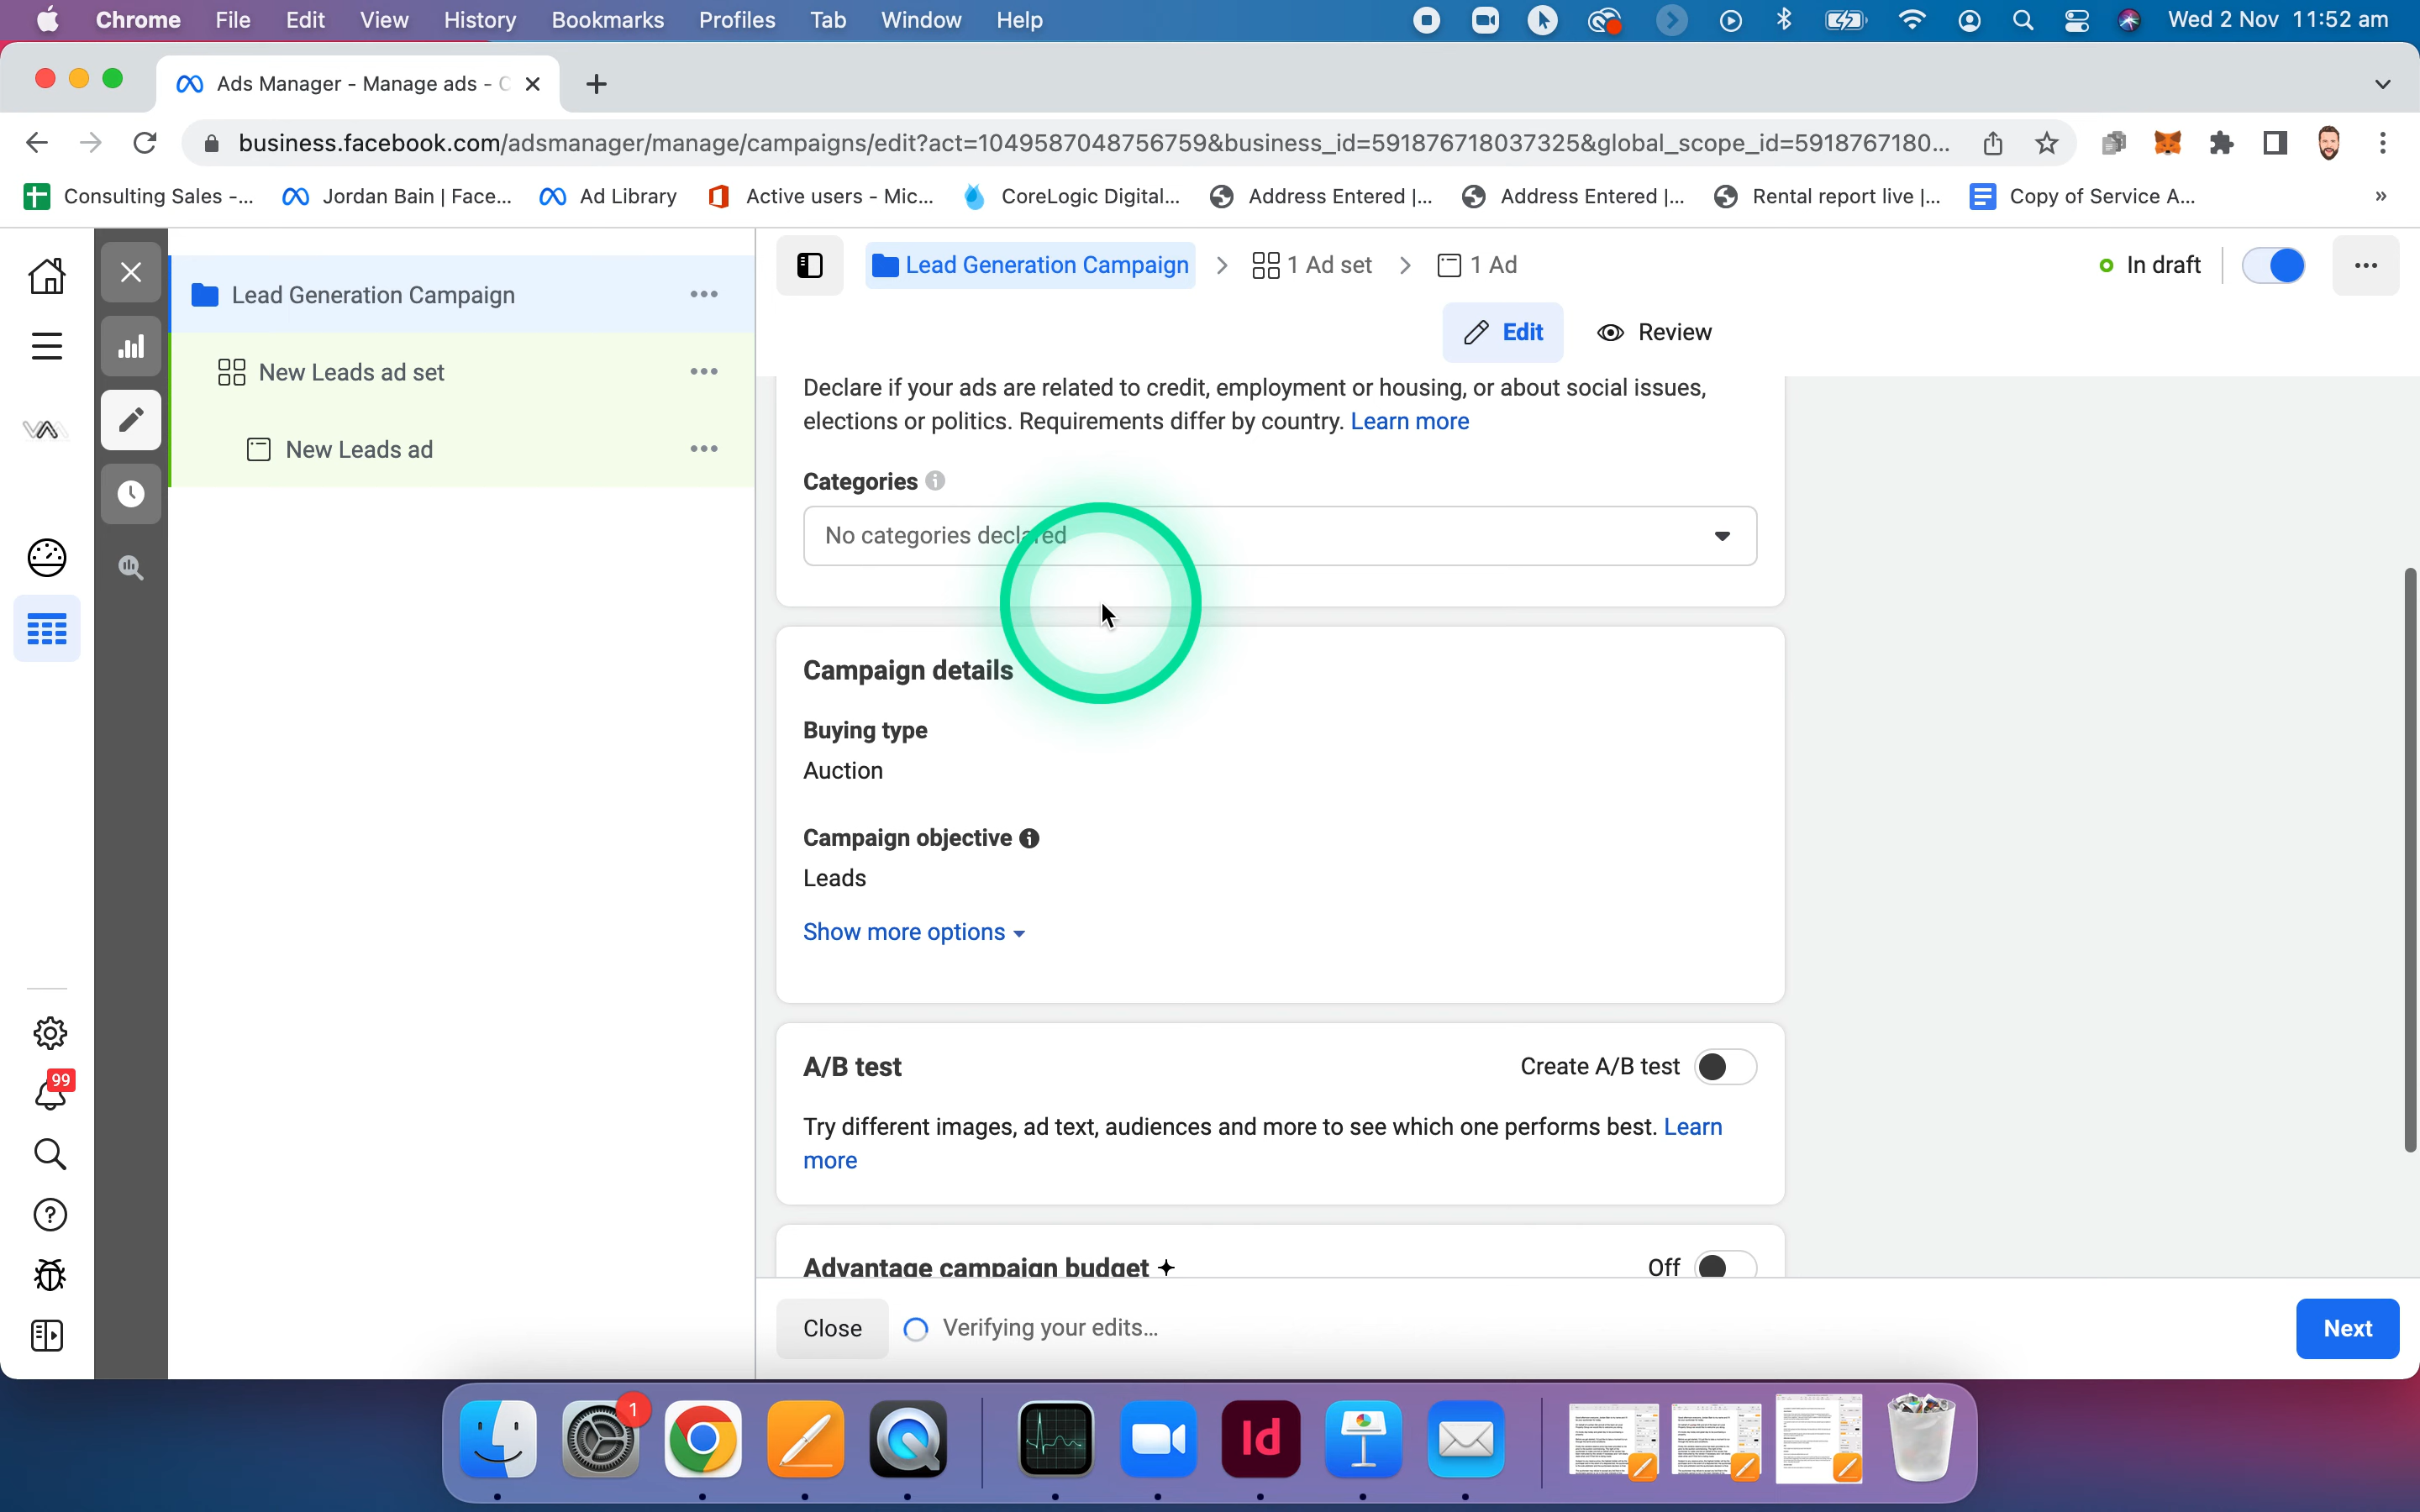 Chrome File Edit View History Bookmarks Profiles Tab Window Help Wed 2 Nov 11:52 am
Ads Manager - Manage ads -
business.facebook.com/adsmanager/manage/campaigns/edit?act=1049587048756759&business_id=591876718037325&global_scope_id=5918767180...
Consulting Sales -... Jordan Bain | Face... Ad Library Active users - Mic... CoreLogic Digital... Address Entered |... Address Entered |... Rental report live |... Copy of Service A... »
Lead Generation Campaign
New Leads ad set
New Leads ad
99
Lead Generation Campaign 1 Ad set 1 Ad In draft
Edit Review
Declare if your ads are related to credit, employment or housing, or about social issues,
elections or politics. Requirements differ by country. Learn more
Categories
No categories declared
Campaign details
Buying type
Auction
Campaign objective
Leads
Show more options
A/B test Create A/B test
Try different images, ad text, audiences and more to see which one performs best. Learn
more
Advantage campaign budget Off
Close Verifying your edits... Next
1
Id